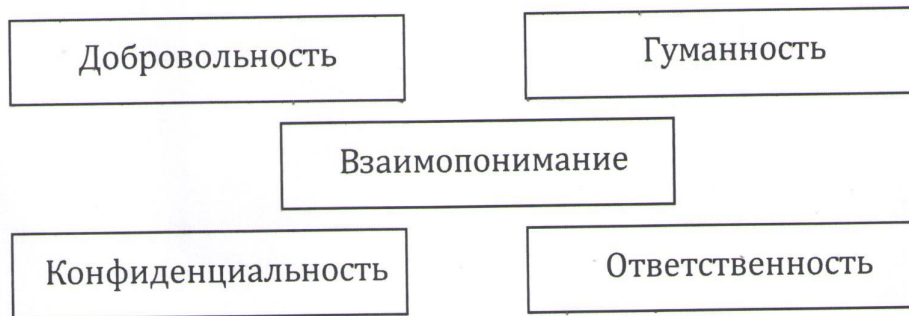 Добровольность
Гуманность
Взаимопонимание
Конфиденциальность
Ответственность